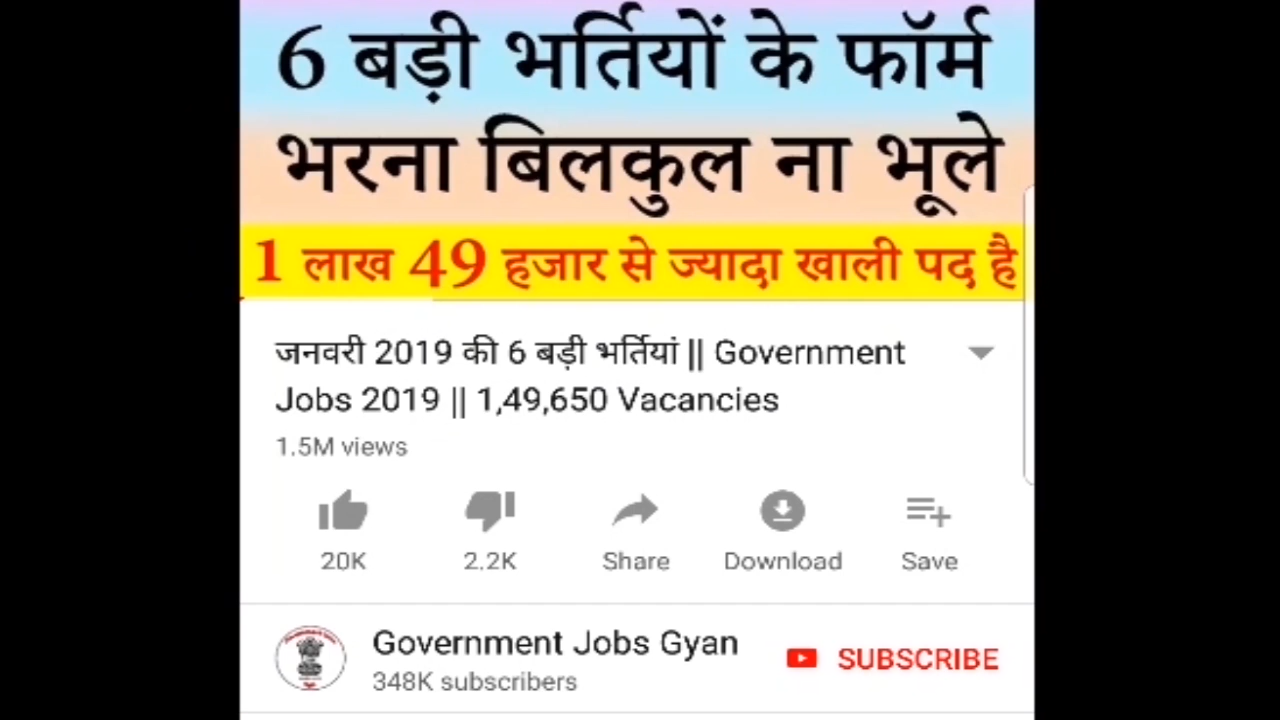 6 बड़ी भर्तियों के फॉर्म
भरना बिलकुल ना भूले
1 लाख 49 हजार से ज्यादा खाली पद है
जनवरी 2019 की 6 बड़ी भर्तियां || Government
Jobs 2019 || 1,49,650 Vacancies
1.5M views
20K 2.2K Share Download Save
Government Jobs Gyan
348K subscribers
SUBSCRIBE